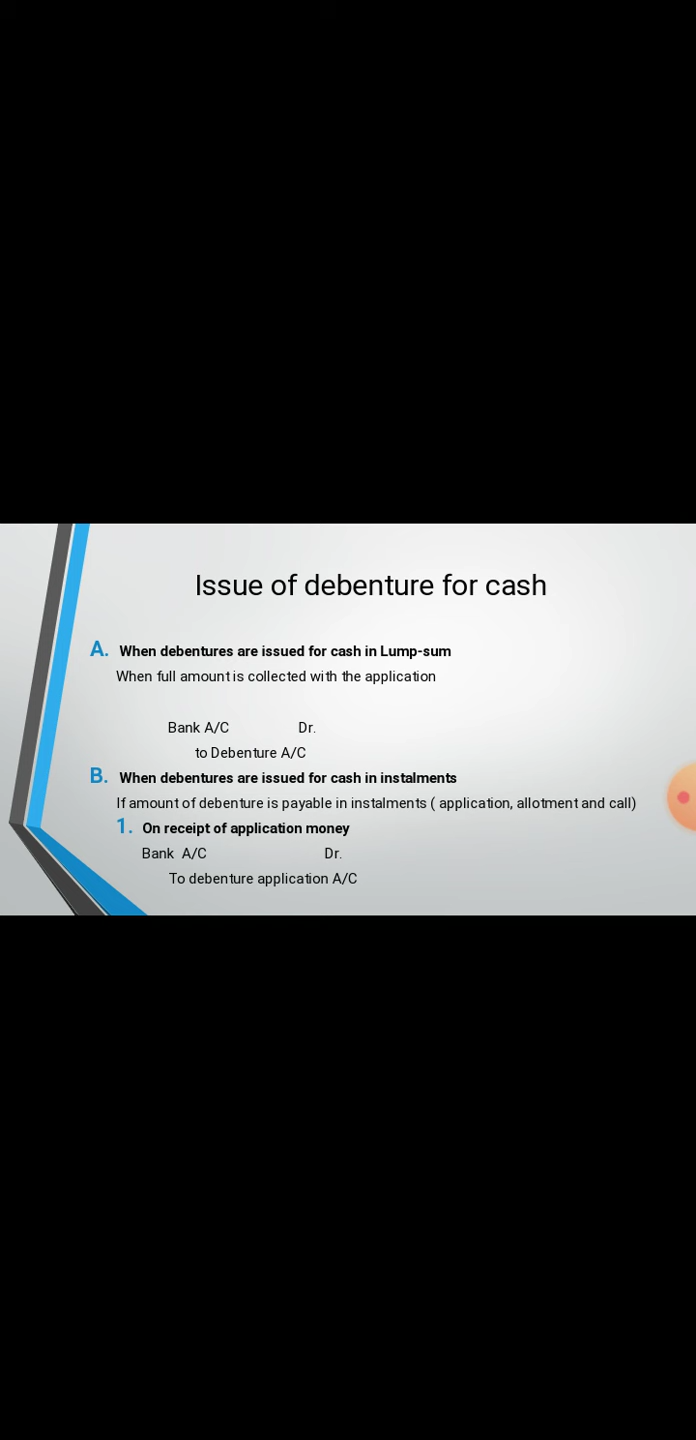 Issue of debenture for cash
A. When debentures are issued for cash in Lump-sum
When full amount is collected with the application
Bank A/C Dr.
to Debenture A/C
B. When debentures are issued for cash in instalments
If amount of debenture is payable in instalments ( application, allotment and call)
1. On receipt of application money
Bank A/C Dr.
To debenture application A/C